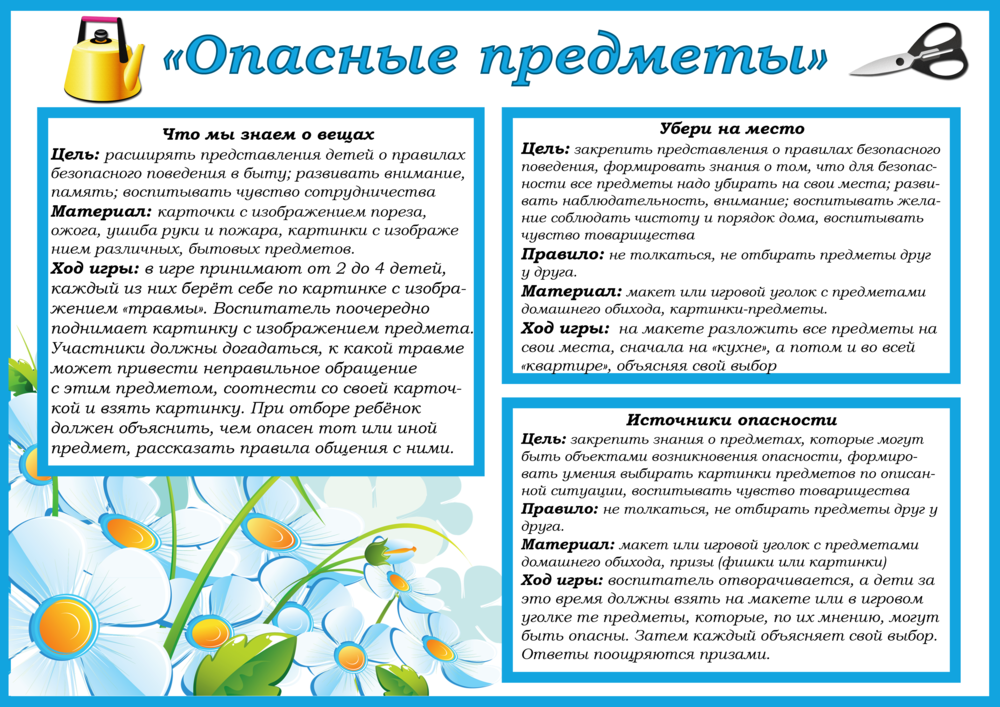 «Опасные предметы»
Что мы знаем о вещах
Цель: расширять представления детей о правилах
безопасного поведения в быту; развивать внимание,
память; воспитывать чувство сотрудничества
Материал: карточки с изображением пореза,
ожога, ушиба руки и пожара, картинки с изображе
нием различных, бытовых предметов.
Ход игры: в игре принимают от 2 до 4 детей,
каждый из них берёт себе по картинке с изобра-
жением «травмы». Воспитатель поочередно
поднимает картинку с изображением предмета.
Участники должны догадаться, к какой травме
может привести неправильное обращение
с этим предметом, соотнести со своей карточ-
кой и взять картинку. При отборе ребёнок
должен объяснить, чем опасен тот или иной
предмет, рассказать правила общения с ними.
Убери на место
Цель: закрепить представления о правилах безопасного
поведения, формировать знания о том, что для безопас-
ности все предметы надо убирать на свои места; разви-
вать наблюдательность, внимание; воспитывать жела-
ние соблюдать чистоту и порядок дома, воспитывать
чувство товарищества
Правило: не толкаться, не отбирать предметы друг
у друга.
Материал: макет или игровой уголок с предметами
домашнего обихода, картинки-предметы.
Ход игры: на макете разложить все предметы на
свои места, сначала на «кухне», а потом и во всей
«квартире», объясняя свой выбор
Источники опасности
Цель: закрепить знания о предметах, которые могут
быть объектами возникновения опасности, формиро-
вать умения выбирать картинки предметов по описан-
ной ситуации, воспитывать чувство товарищества
Правило: не толкаться, не отбирать предметы друг у
друга.
Материал: макет или игровой уголок с предметами
домашнего обихода, призы (фишки или картинки)
Ход игры: воспитатель отворачивается, а дети за
это время должны взять на макете или в игровом
уголке те предметы, которые, по их мнению, могут
быть опасны. Затем каждый объясняет свой выбор.
Ответы поощряются призами.